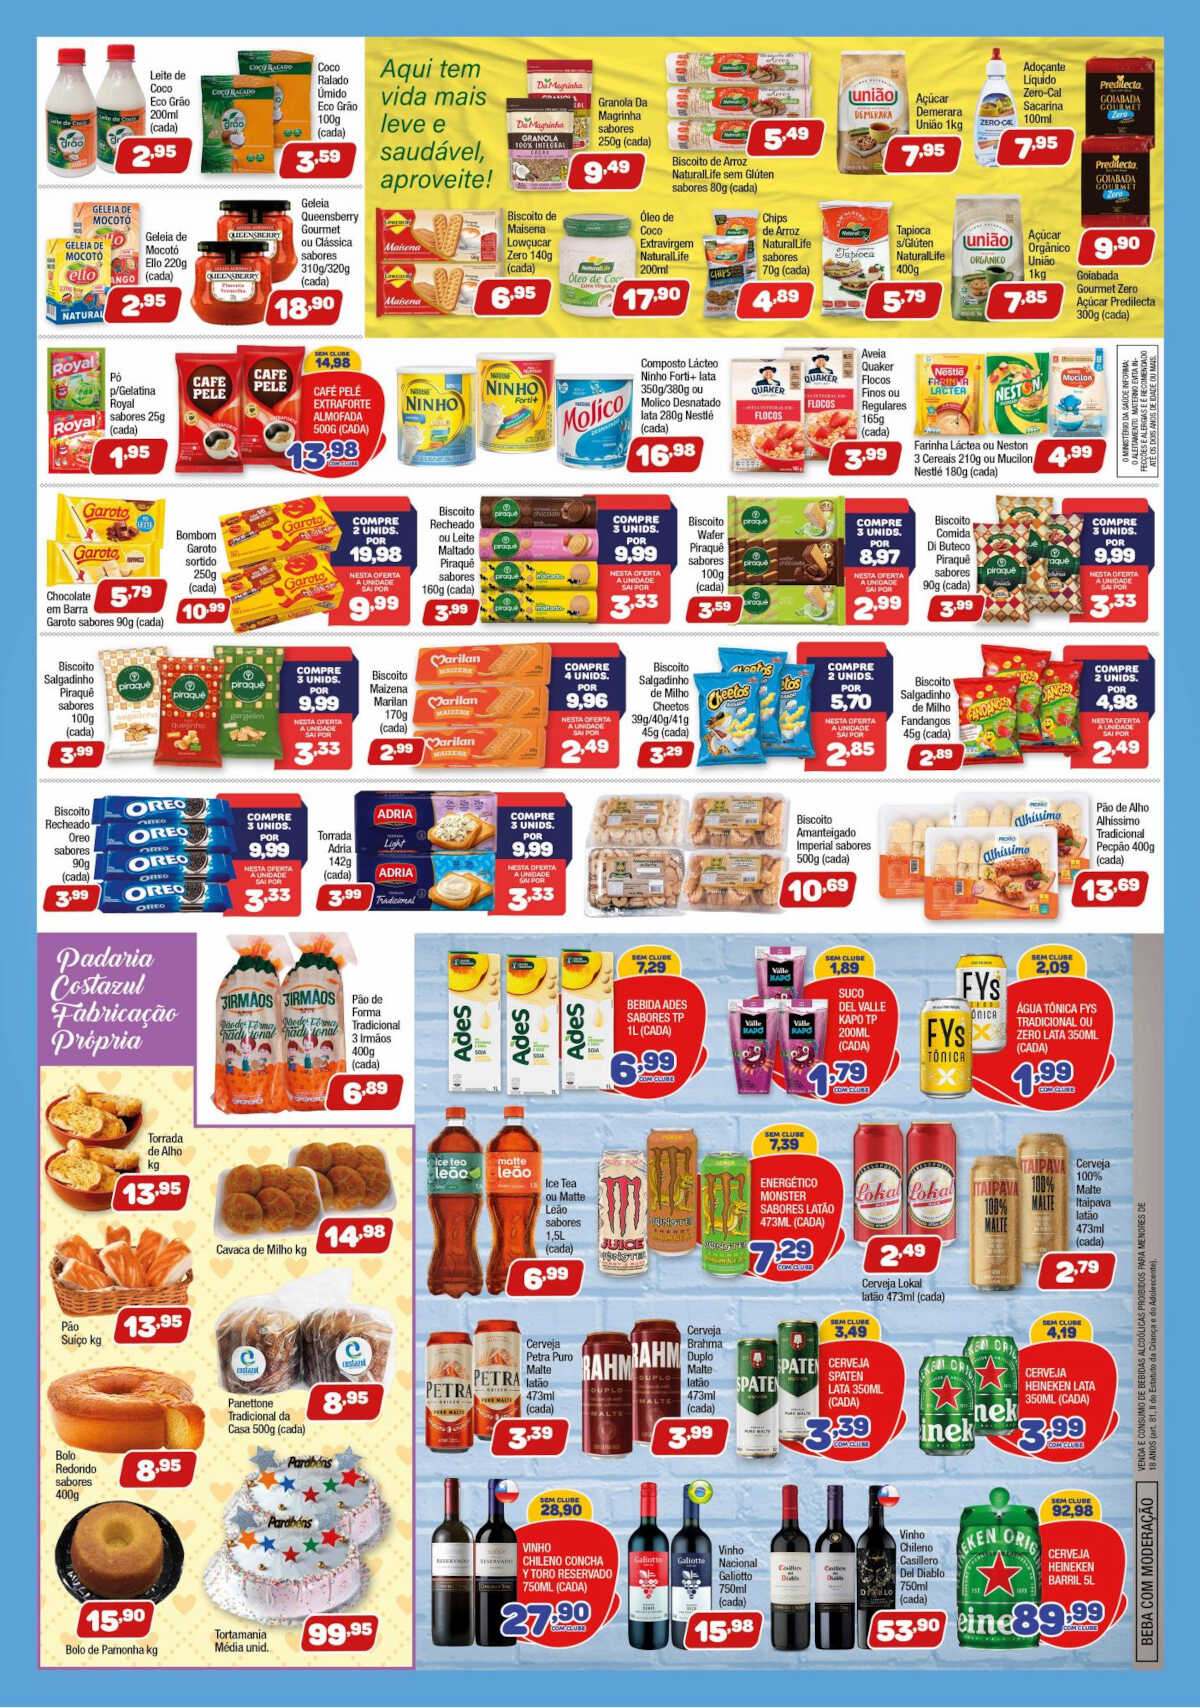 Leite de
Coco
Eco Grão
200ml
(cada)
2,95
Coco
Ralado
Úmido
Eco Grão
100g
(cada)
3,59
Geleia de
Mocotó
Ello 220g
(cada)
2,95
Geleia
Queensberry
Gourmet
ou Clássica
sabores
310g/320g
(cada)
18,90
Aqui tem
vida mais
leve e
saudável,
aproveite!
Granola Da
Magrinha
sabores
250g (cada)
9,49
Biscoito de Arroz
NaturalLife sem Glúten
sabores 80g (cada)
5,49
Açúcar
Demerara
União 1kg
7,95
Adoçante
Líquido
Zero-Cal
Sacarina
100ml
7,95
Biscoito de
Maisena
Lowçucar
Zero 140g
(cada)
6,95
Óleo de
Coco
Extravirgem
NaturalLife
200ml
17,90
Chips
de Arroz
NaturalLife
sabores
70g (cada)
4,89
Tapioca
s/Glúten
NaturalLife
400g
5,79
Açúcar
Orgânico
União
1kg
7,85
9,90
Goiabada
Gourmet Zero
Açúcar Predilecta
300g (cada)
Pó
p/Gelatina
Royal
sabores 25g
(cada)
1,95
SEM CLUBE
14,98
CAFÉ PELÉ
EXTRAFORTE
ALMOFADA
500G (CADA)
13,98
COM CLUBE
Composto Lácteo
Ninho Forti+ lata
350g/380g ou
Molico Desnatado
lata 280g Nestlé
(cada)
16,98
Aveia
Quaker
Flocos
Finos ou
Regulares
165g
(cada)
3,99
Farinha Láctea ou Neston
3 Cereais 210g ou Mucilon
Nestlé 180g (cada)
4,99
O MINISTÉRIO DA SAÚDE INFORMA:
O ALEITAMENTO MATERNO EVITA IN-
FECÇÕES E ALERGIAS E É RECOMENDADO
ATÉ OS DOIS ANOS DE IDADE OU MAIS.
5,79
Chocolate
em Barra
Garoto sabores 90g (cada)
Bombom
Garoto
sortido
250g
(cada)
10,99
COMPRE
2 UNIDS.
POR
19,98
NESTA OFERTA
A UNIDADE
SAI POR
9,99
Biscoito
Recheado
ou Leite
Maltado
Piraquê
sabores
160g (cada)
3,99
COMPRE
3 UNIDS.
POR
9,99
NESTA OFERTA
A UNIDADE
SAI POR
3,33
Biscoito
Wafer
Piraquê
sabores
100g
(cada)
3,59
COMPRE
3 UNIDS.
POR
8,97
NESTA OFERTA
A UNIDADE
SAI POR
2,99
Biscoito
Comida
Di Buteco
Piraquê
sabores
90g (cada)
3,99
COMPRE
3 UNIDS.
POR
9,99
NESTA OFERTA
A UNIDADE
SAI POR
3,33
Biscoito
Salgadinho
Piraquê
sabores
100g
(cada)
3,99
COMPRE
3 UNIDS.
POR
9,99
NESTA OFERTA
A UNIDADE
SAI POR
3,33
Biscoito
Maizena
Marilan
170g
(cada)
2,99
COMPRE
4 UNIDS.
POR
9,96
NESTA OFERTA
A UNIDADE
SAI POR
2,49
Biscoito
Salgadinho
de Milho
Cheetos
39g/40g/41g
45g (cada)
3,29
COMPRE
2 UNIDS.
POR
5,70
NESTA OFERTA
A UNIDADE
SAI POR
2,85
Biscoito
Salgadinho
de Milho
Fandangos
45g (cada)
2,89
COMPRE
2 UNIDS.
POR
4,98
NESTA OFERTA
A UNIDADE
SAI POR
2,49
Biscoito
Recheado
Oreo
sabores
90g
(cada)
3,99
COMPRE
3 UNIDS.
POR
9,99
NESTA OFERTA
A UNIDADE
SAI POR
3,33
Torrada
Adria
142g
(cada)
3,99
COMPRE
3 UNIDS.
POR
9,99
NESTA OFERTA
A UNIDADE
SAI POR
3,33
Biscoito
Amanteigado
Imperial sabores
500g (cada)
10,69
Pão de Alho
Alhíssimo
Tradicional
Pecpão 400g
(cada)
13,69
Padaria
Costazul
Fabricação
Própria
Pão de
Forma
Tradicional
3 Irmãos
400g
(cada)
6,89
Torrada
de Alho
kg
13,95
Cavaca de Milho kg
14,98
Pão
Suíço kg
13,95
Panettone
Tradicional da
Casa 500g (cada)
8,95
Bolo
Redondo
sabores
400g
8,95
15,90
Bolo de Pamonha kg
Parabéns
Parabéns
Tortamania
Média unid.
99,95
SEM CLUBE
7,29
BEBIDA ADES
SABORES TP
1L (CADA)
6,99
COM CLUBE
SEM CLUBE
1,89
SUCO
DEL VALLE
KAPO TP
200ML
(CADA)
1,79
COM CLUBE
SEM CLUBE
2,09
ÁGUA TÔNICA FYS
TRADICIONAL OU
ZERO LATA 350ML
(CADA)
1,99
COM CLUBE
Ice Tea
ou Matte
Leão
sabores
1,5L
(cada)
6,99
SEM CLUBE
7,39
ENERGÉTICO
MONSTER
SABORES LATÃO
473ML (CADA)
7,29
COM CLUBE
2,49
Cerveja Lokal
latão 473ml (cada)
Cerveja
100%
Malte
Itaipava
latão
473ml
(cada)
2,79
Cerveja
Petra Puro
Malte
latão
473ml
(cada)
3,39
Cerveja
Brahma
Duplo
Malte
latão
473ml
(cada)
3,99
SEM CLUBE
3,49
CERVEJA
SPATEN
LATA 350ML
(CADA)
3,39
COM CLUBE
SEM CLUBE
4,19
CERVEJA
HEINEKEN LATA
350ML (CADA)
3,99
COM CLUBE
SEM CLUBE
28,90
VINHO
CHILENO CONCHA
Y TORO RESERVADO
750ML (CADA)
27,90
COM CLUBE
Vinho
Nacional
Galiotto
750ml
(cada)
15,98
Vinho
Chileno
Casillero
Del Diablo
750ml
(cada)
53,90
SEM CLUBE
92,98
CERVEJA
HEINEKEN
BARRIL 5L
89,99
COM CLUBE
VENDA E CONSUMO DE BEBIDAS ALCOÓLICAS PROIBIDOS PARA MENORES DE
18 ANOS (art. 81, II do Estatuto da Criança e do Adolescente).
BEBA COM MODERAÇÃO